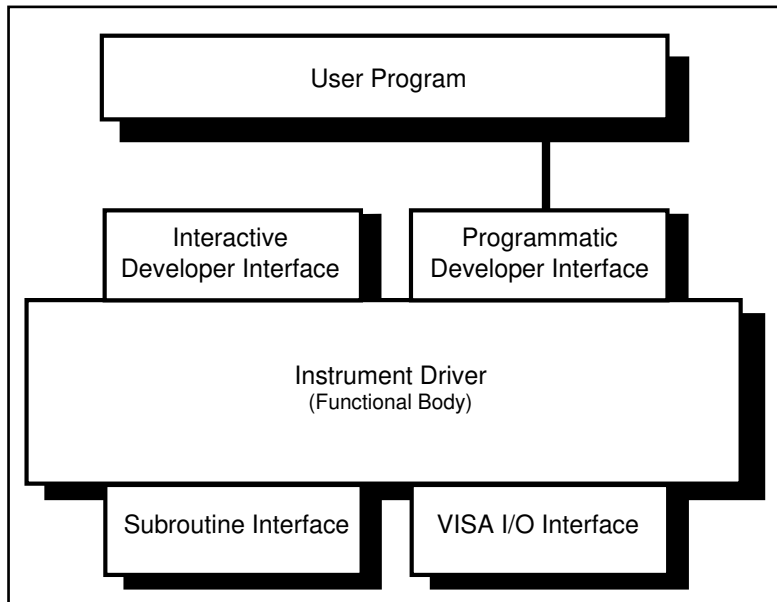 User Program
Interactive
Developer Interface
Programmatic
Developer Interface
Instrument Driver
(Functional Body)
Subroutine Interface
VISA I/O Interface